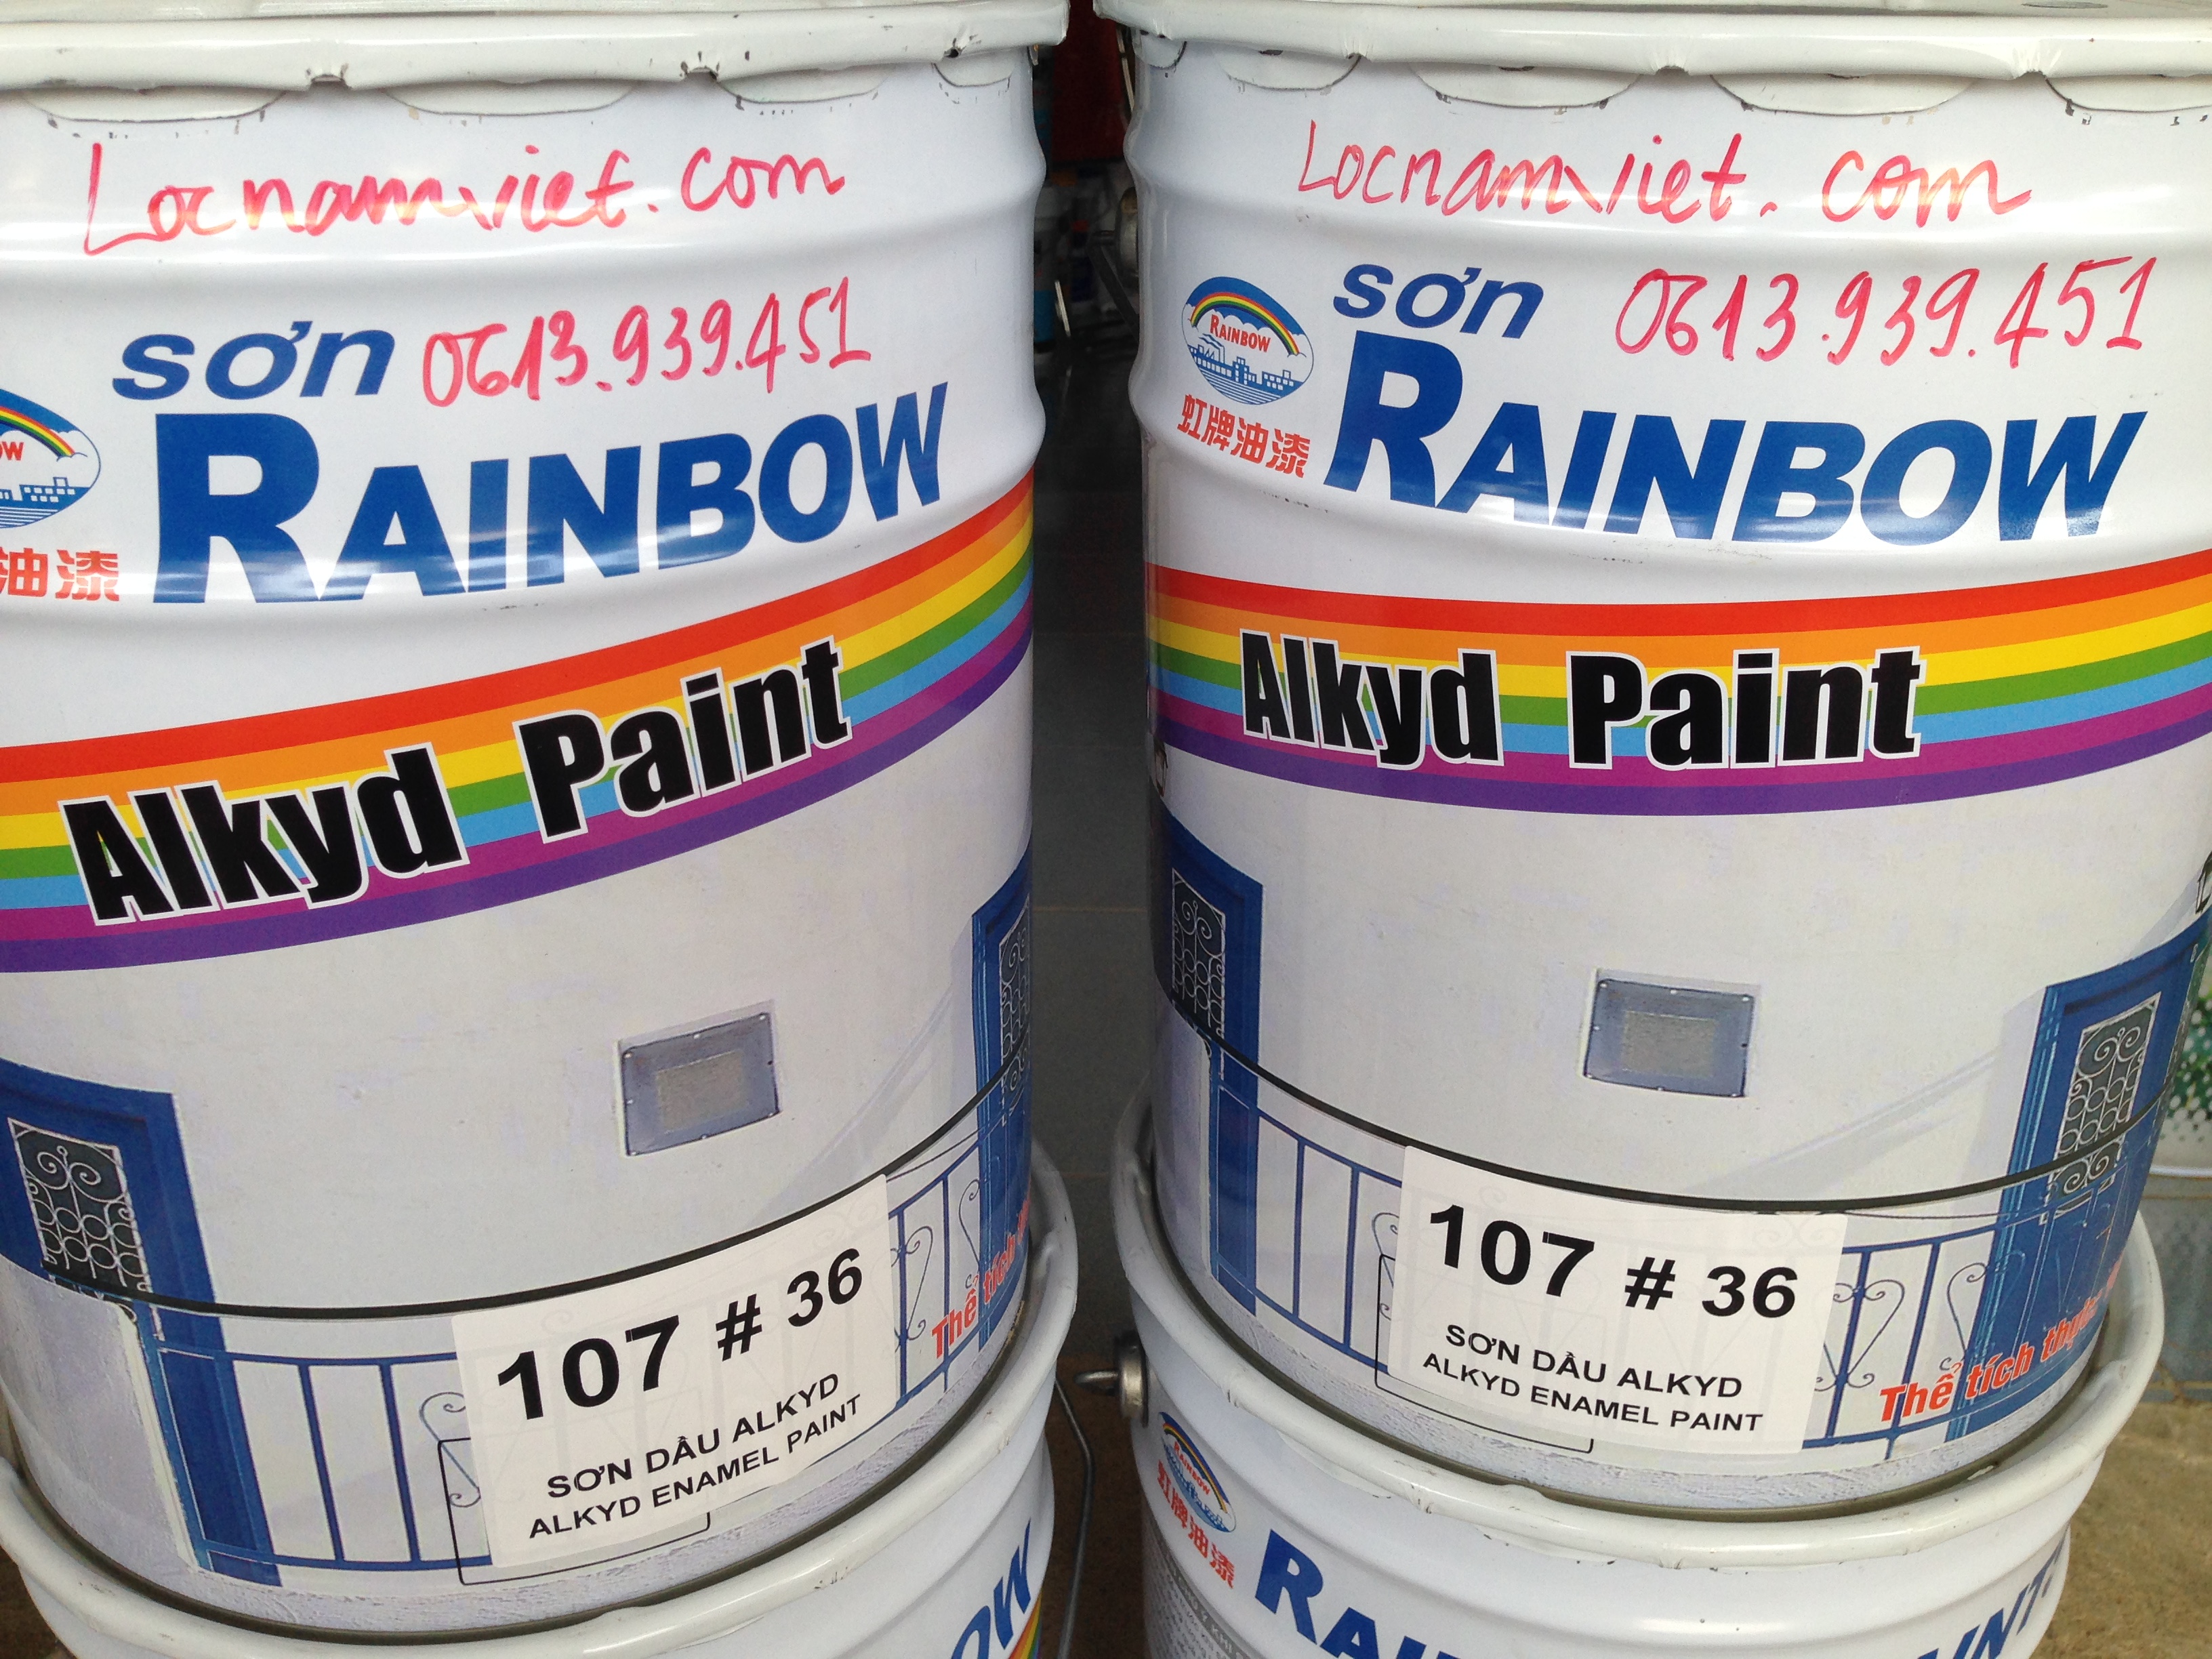 Locnamviet.com
sơn 0613.939.451
RAINBOW
油漆
Alkyd Paint
107 # 36
SƠN DẦU ALKYD
ALKYD ENAMEL PAINT
Thể tích
Locnamviet.com
sơn 0613.939.451
RAINBOW
RAINBOW
虹牌油漆
Alkyd Paint
107 # 36
SƠN DẦU ALKYD
ALKYD ENAMEL PAINT
Thể tích
RAINBOW
虹牌油漆